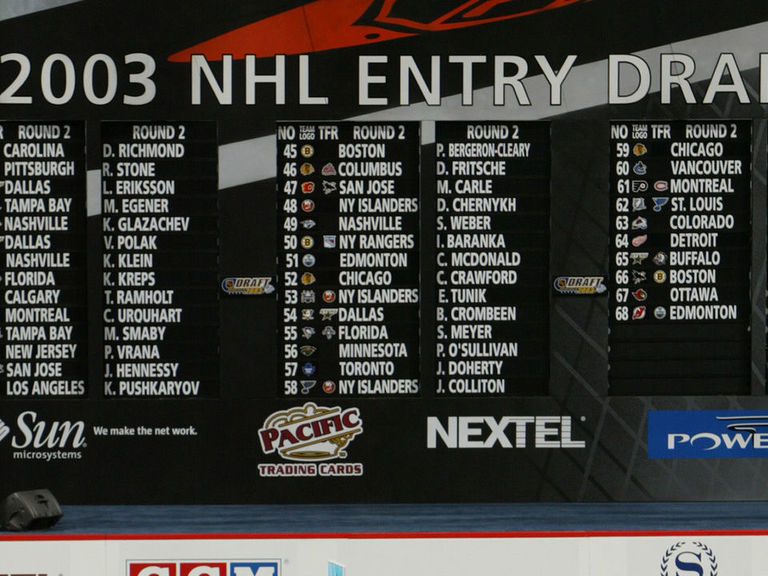 2003 NHL ENTRY DRA
ROUND 2 ROUND 2 NO TEAM LOGO TFR ROUND 2 ROUND 2 NO TEAM LOGO TFR ROUND 2
CAROLINA D. RICHMOND 45 BOSTON P. BERGERON-CLEARY 59 CHICAGO
PITTSBURGH R. STONE 46 COLUMBUS D. FRITSCHE 60 VANCOUVER
DALLAS L. ERIKSSON 47 SAN JOSE M. CARLE 61 MONTREAL
TAMPA BAY M. EGENER 48 NY ISLANDERS D. CHERNYKH 62 ST. LOUIS
NASHVILLE K. GLAZACHEV 49 NASHVILLE S. WEBER 63 COLORADO
DALLAS V. POLAK 50 NY RANGERS I. BARANKA 64 DETROIT
NASHVILLE K. KLEIN 51 EDMONTON C. MCDONALD 65 BUFFALO
FLORIDA K. KREPS 52 CHICAGO C. CRAWFORD 66 BOSTON
CALGARY T. RAMHOLT 53 NY ISLANDERS E. TUNIK 67 OTTAWA
MONTREAL C. URQUHART 54 DALLAS B. CROMBEEN 68 EDMONTON
TAMPA BAY M. SMABY 55 FLORIDA S. MEYER
NEW JERSEY P. VRANA 56 MINNESOTA P. O'SULLIVAN
SAN JOSE J. HENNESSY 57 TORONTO J. DOHERTY
LOS ANGELES K. PUSHKARYOV 58 NY ISLANDERS J. COLLITON
DRAFT DRAFT
Sun microsystems We make the net work.
PACIFIC TRADING CARDS
NEXTEL
POWE
CCM
S